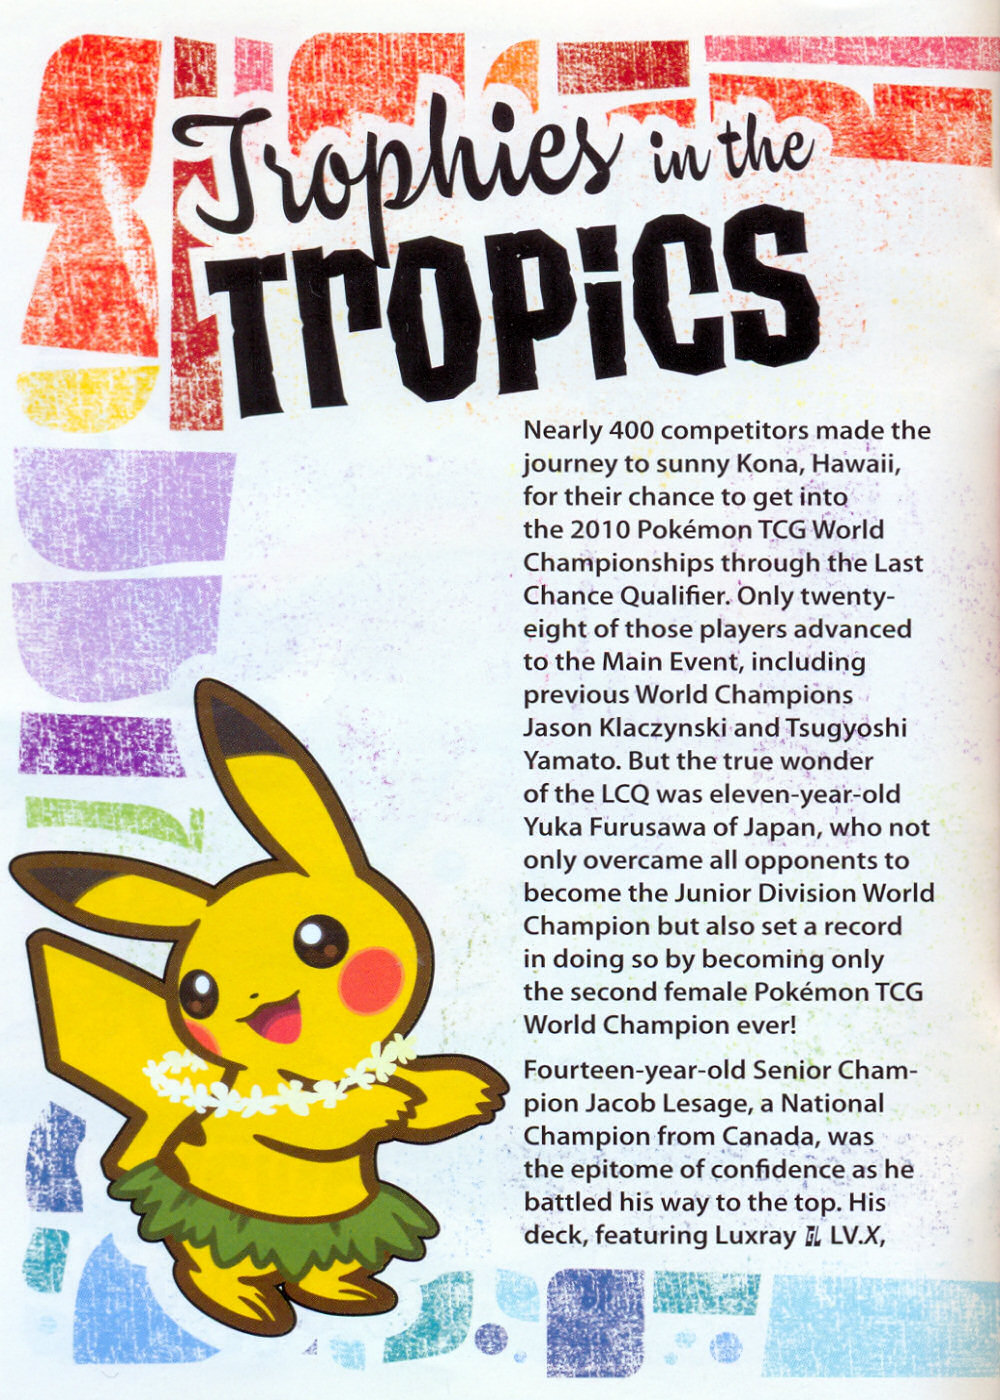 Trophies in the
TROPiCS
Nearly 400 competitors made the
journey to sunny Kona, Hawaii,
for their chance to get into
the 2010 Pokémon TCG World
Championships through the Last
Chance Qualifier. Only twenty-
eight of those players advanced
to the Main Event, including
previous World Champions
Jason Klaczynski and Tsugyoshi
Yamato. But the true wonder
of the LCQ was eleven-year-old
Yuka Furusawa of Japan, who not
only overcame all opponents to
become the Junior Division World
Champion but also set a record
in doing so by becoming only
the second female Pokémon TCG
World Champion ever!
Fourteen-year-old Senior Cham-
pion Jacob Lesage, a National
Champion from Canada, was
the epitome of confidence as he
battled his way to the top. His
deck, featuring Luxray GL LV.X,